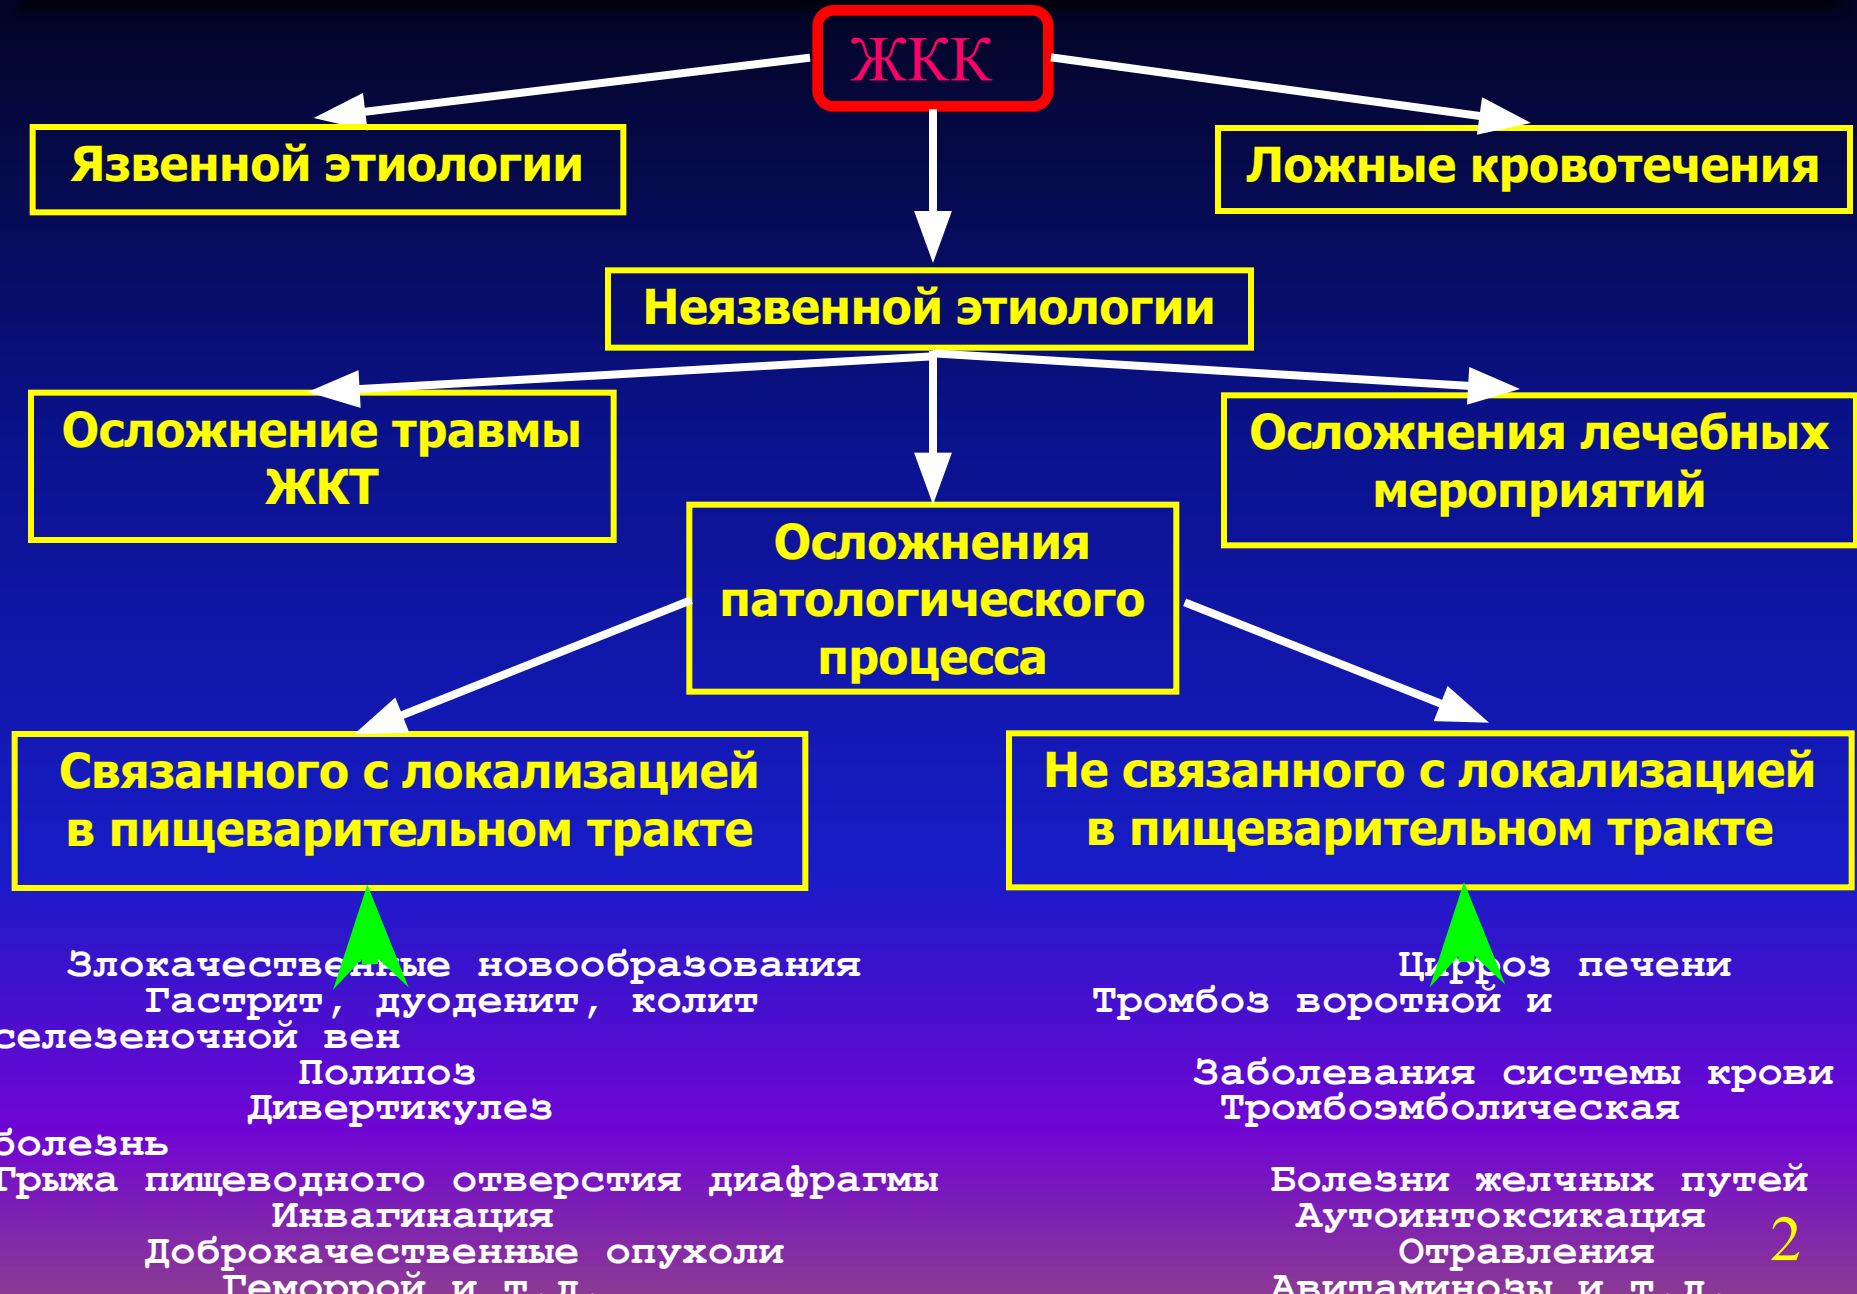 ЖКК
Язвенной этиологии
Ложные кровотечения
Неязвенной этиологии
Осложнение травмы
ЖКТ
Осложнения лечебных
мероприятий
Осложнения
патологического
процесса
Связанного с локализацией
в пищеварительном тракте
Не связанного с локализацией
в пищеварительном тракте
Злокачественные новообразования Цирроз печени
Гастрит, дуоденит, колит Тромбоз воротной и
селезеночной вен
Полипоз Заболевания системы крови
Дивертикулез Тромбоэмболическая
болезнь
Грыжа пищеводного отверстия диафрагмы Болезни желчных путей
Инвагинация Аутоинтоксикация
Доброкачественные опухоли Отравления
Геморрой и т.д. Авитаминозы и т.д.
2